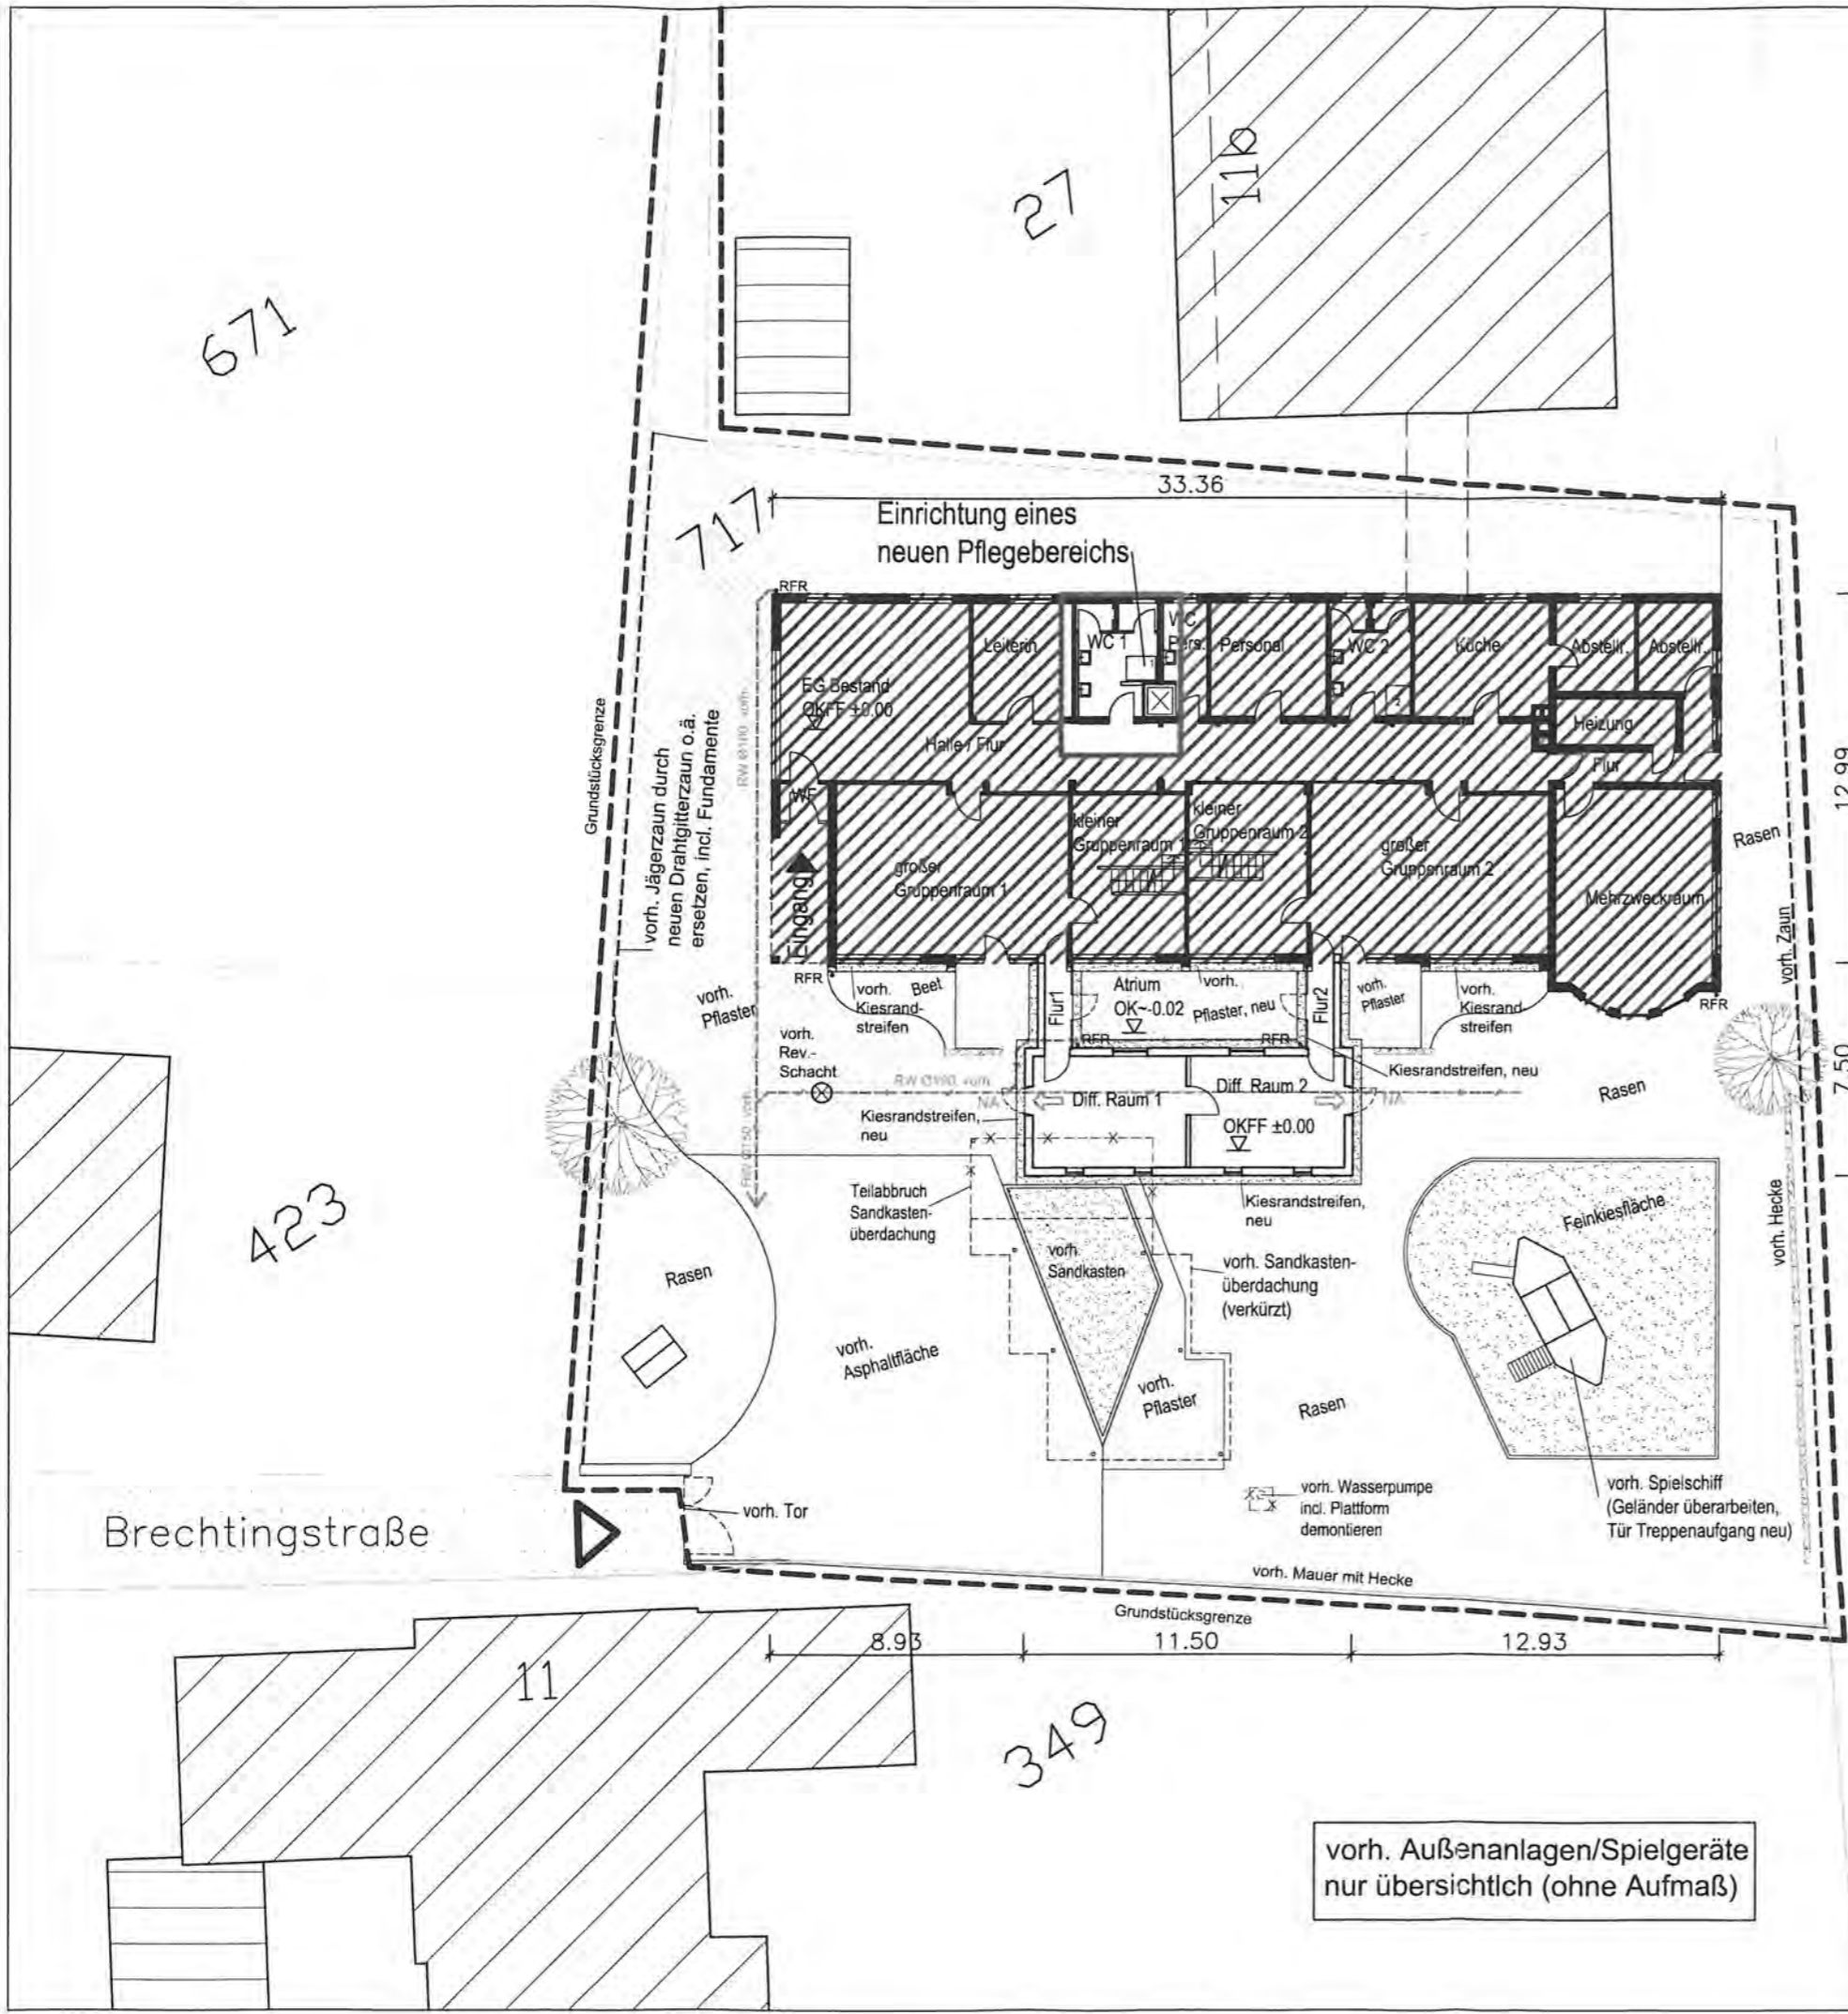 671
27
11b
717
33.36
Einrichtung eines
neuen Pflegebereichs
RFR
Leiterin
WC 1
WC
Pers.
Personal
WC 2
Küche
Abstellr.
Abstellr.
EG Bestand
OKFF ±0.00
Halle / Flur
Heizung
Flur
WF
Grundstücksgrenze
vorh. Jägerzaun durch
neuen Drahtgitterzaun o.ä.
ersetzen, incl. Fundamente
Eingang
großer
Gruppenraum 1
kleiner
Gruppenraum 1
kleiner
Gruppenraum 2
großer
Gruppenraum 2
Mehrzweckraum
12.99
Rasen
vorh. Zaun
RFR
vorh.
Pflaster
vorh.
Kiesrand-
streifen
Beet
Flur1
Atrium
OK~-0.02
vorh.
Pflaster, neu
Flur2
vorh.
Pflaster
vorh.
Kiesrand-
streifen
RFR
RFR
RFR
vorh.
Rev.-
Schacht
NA
Diff. Raum 1
Diff. Raum 2
OKFF ±0.00
NA
Kiesrandstreifen, neu
Rasen
7.50
Kiesrandstreifen,
neu
Teilabbruch
Sandkasten-
überdachung
Kiesrandstreifen,
neu
423
Rasen
vorh.
Sandkasten
vorh. Sandkasten-
überdachung
(verkürzt)
Feinkiesfläche
vorh. Hecke
vorh.
Asphaltfläche
vorh.
Pflaster
Rasen
Brechtingstraße
vorh. Tor
vorh. Wasserpumpe
incl. Plattform
demontieren
vorh. Spielschiff
(Geländer überarbeiten,
Tür Treppenaufgang neu)
vorh. Mauer mit Hecke
Grundstücksgrenze
8.93
11.50
12.93
11
349
vorh. Außenanlagen/Spielgeräte
nur übersichtlich (ohne Aufmaß)